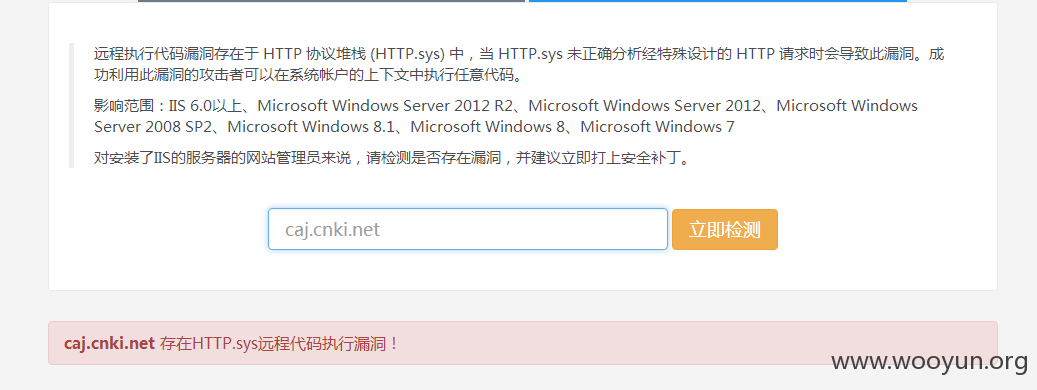 远程执行代码漏洞存在于 HTTP 协议堆栈 (HTTP.sys) 中，当 HTTP.sys 未正确分析经特殊设计的 HTTP 请求时会导致此漏洞。成
功利用此漏洞的攻击者可以在系统帐户的上下文中执行任意代码。
影响范围：IIS 6.0以上、Microsoft Windows Server 2012 R2、Microsoft Windows Server 2012、Microsoft Windows
Server 2008 SP2、Microsoft Windows 8.1、Microsoft Windows 8、Microsoft Windows 7
对安装了IIS的服务器的网站管理员来说，请检测是否存在漏洞，并建议立即打上安全补丁。
caj.cnki.net 立即检测
caj.cnki.net 存在HTTP.sys远程代码执行漏洞！
www.wooyun.org